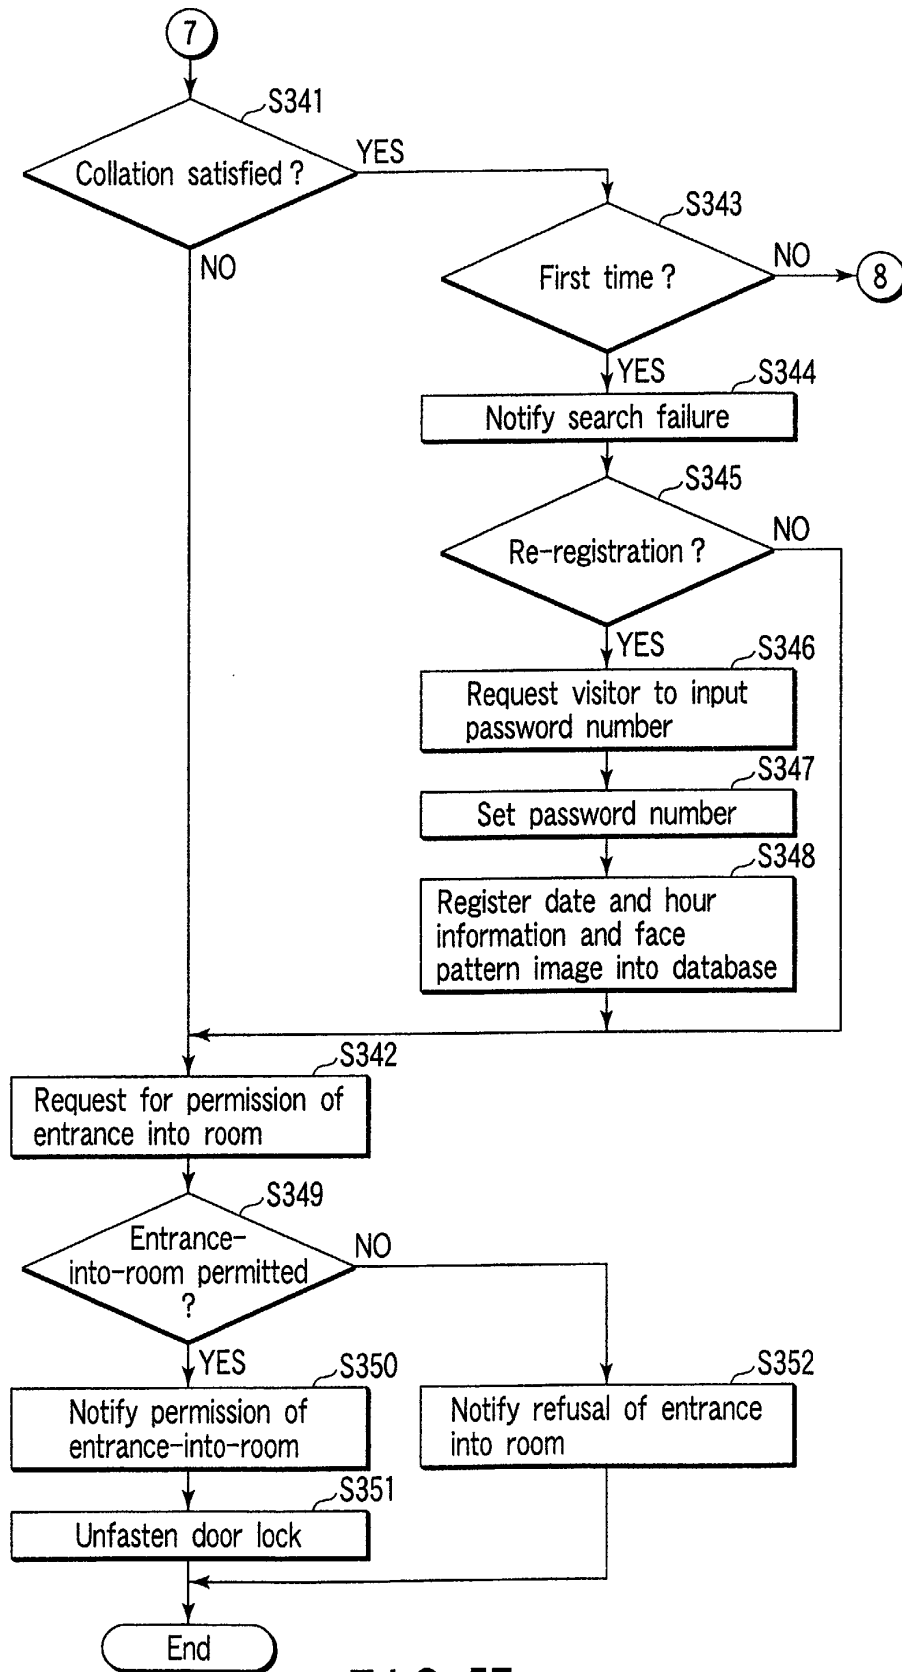 7
S341
Collation satisfied ?
YES
NO
S343
First time ?
NO
8
YES
S344
Notify search failure
S345
Re-registration ?
NO
YES
S346
Request visitor to input
password number
S347
Set password number
S348
Register date and hour
information and face
pattern image into database
S342
Request for permission of
entrance into room
S349
Entrance-
into-room permitted
?
NO
YES
S350
Notify permission of
entrance-into-room
S352
Notify refusal of entrance
into room
S351
Unfasten door lock
End